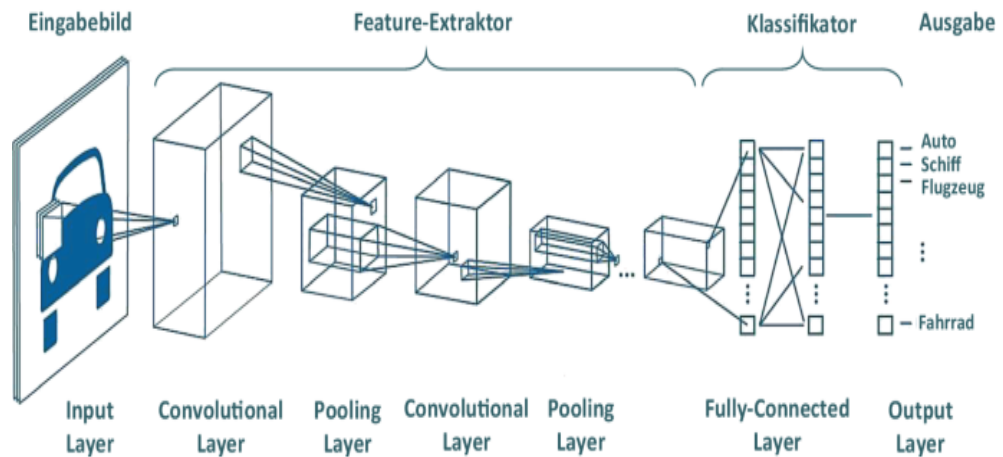 Eingabebild Feature-Extraktor Klassifikator Ausgabe
Auto
Schiff
Flugzeug
...
...
Fahrrad
Input Layer
Convolutional Layer
Pooling Layer
Convolutional Layer
Pooling Layer
Fully-Connected Layer
Output Layer